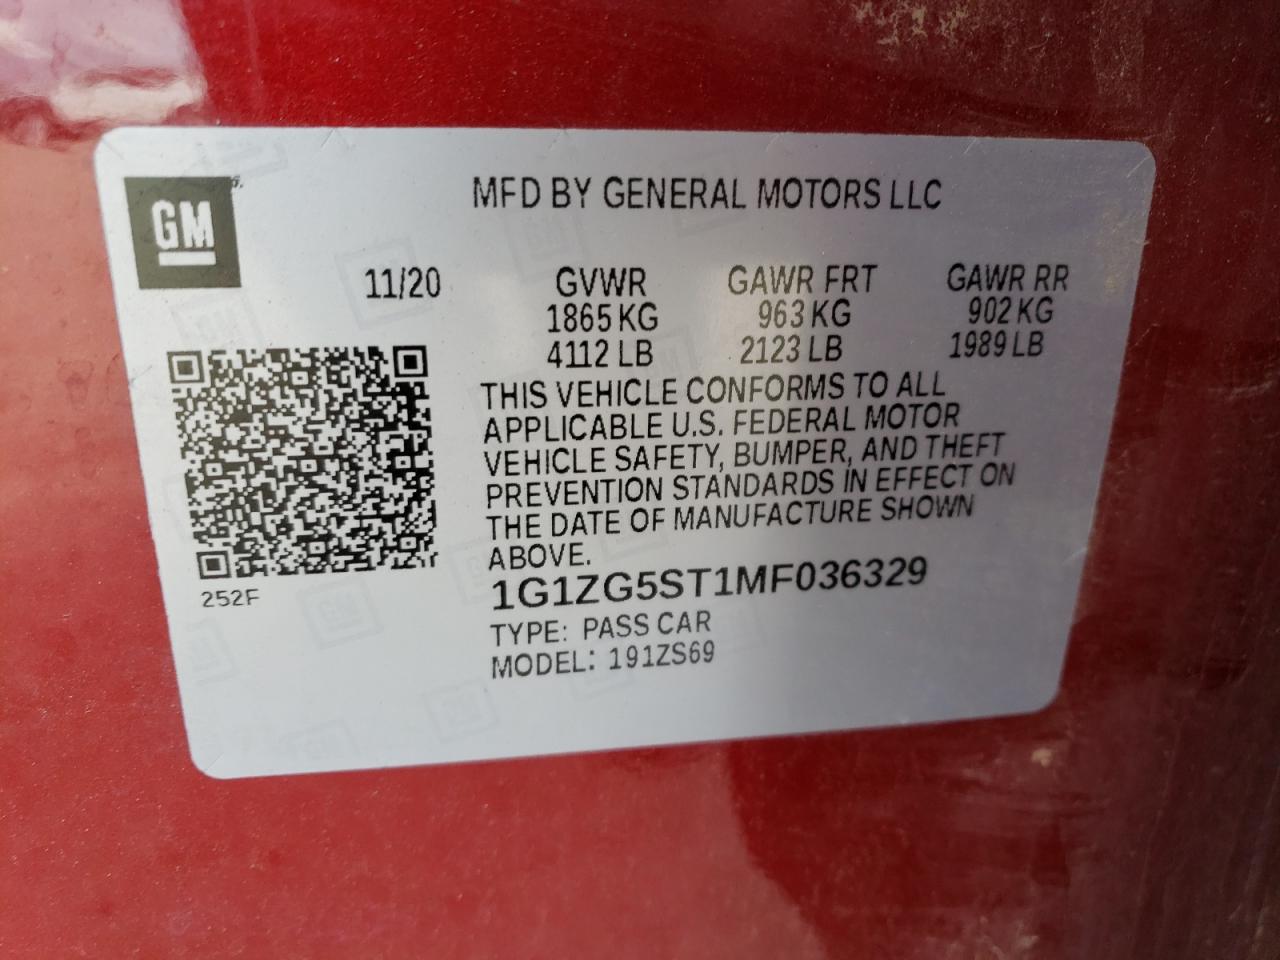 MFD BY GENERAL MOTORS LLC
GM
11/20 GVWR GAWR FRT GAWR RR
1865 KG 963 KG 902 KG
4112 LB 2123 LB 1989 LB
THIS VEHICLE CONFORMS TO ALL
APPLICABLE U.S. FEDERAL MOTOR
VEHICLE SAFETY, BUMPER, AND THEFT
PREVENTION STANDARDS IN EFFECT ON
THE DATE OF MANUFACTURE SHOWN
ABOVE.
252F
1G1ZG5ST1MF036329
TYPE: PASS CAR
MODEL: 191ZS69